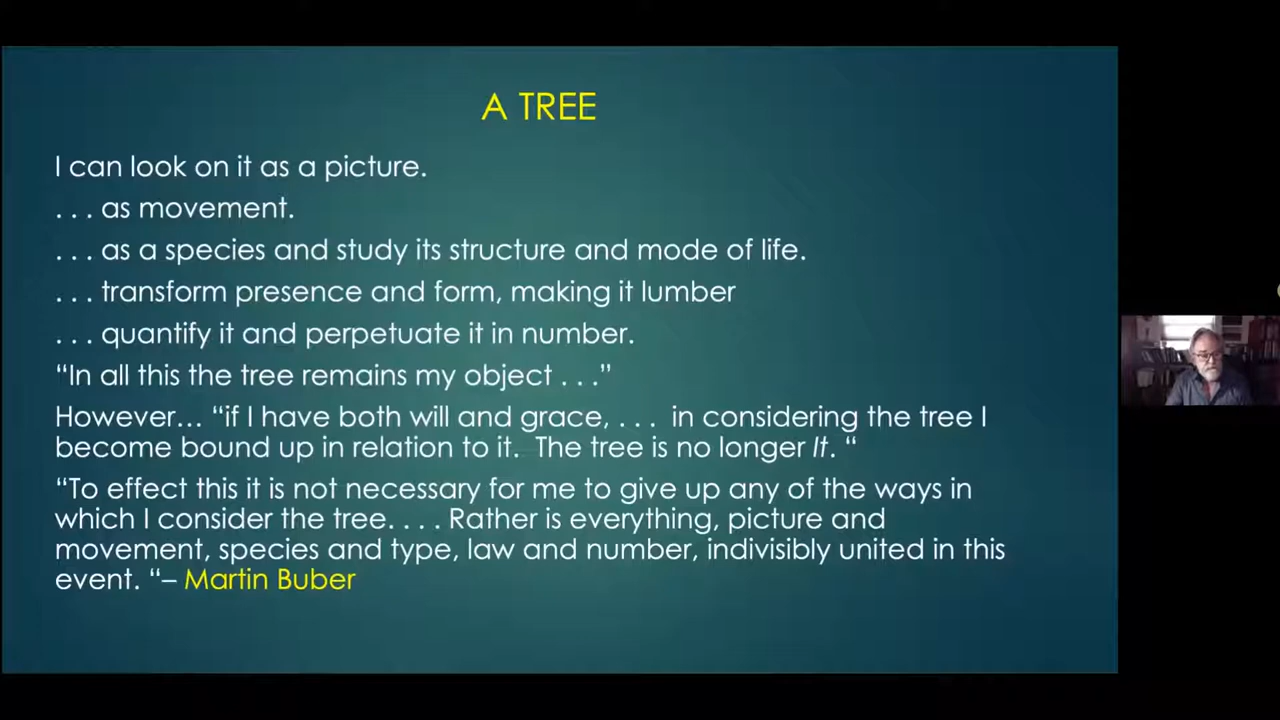 A TREE
I can look on it as a picture.
. . . as movement.
. . . as a species and study its structure and mode of life.
. . . transform presence and form, making it lumber
. . . quantify it and perpetuate it in number.
“In all this the tree remains my object . . .”
However… “if I have both will and grace, . . .  in considering the tree I
become bound up in relation to it.  The tree is no longer It. “
“To effect this it is not necessary for me to give up any of the ways in
which I consider the tree. . . . Rather is everything, picture and
movement, species and type, law and number, indivisibly united in this
event. “– Martin Buber